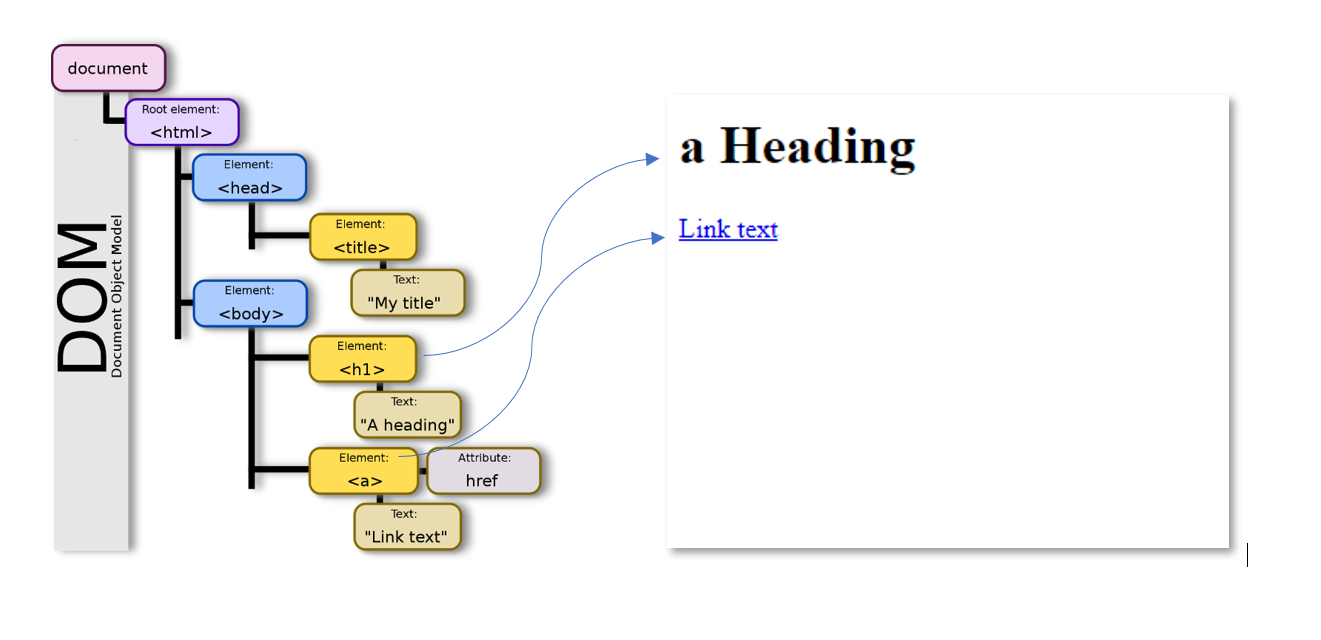 document
Root element:
<html>
Element:
<head>
Element:
<title>
Text:
"My title"
Element:
<body>
Element:
<h1>
Text:
"A heading"
Element:
<a>
Attribute:
href
Text:
"Link text"
DOM
Document Object Model
a Heading
Link text